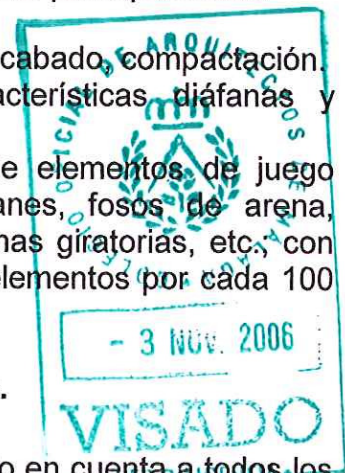 cabado, compactación.
acterísticas diáfanas y
e elementos de juego
anes, fosos de arena,
nas giratorias, etc.; con
elementos por cada 100
- 3 NOV. 2006
VISADO
o en cuenta a todos los